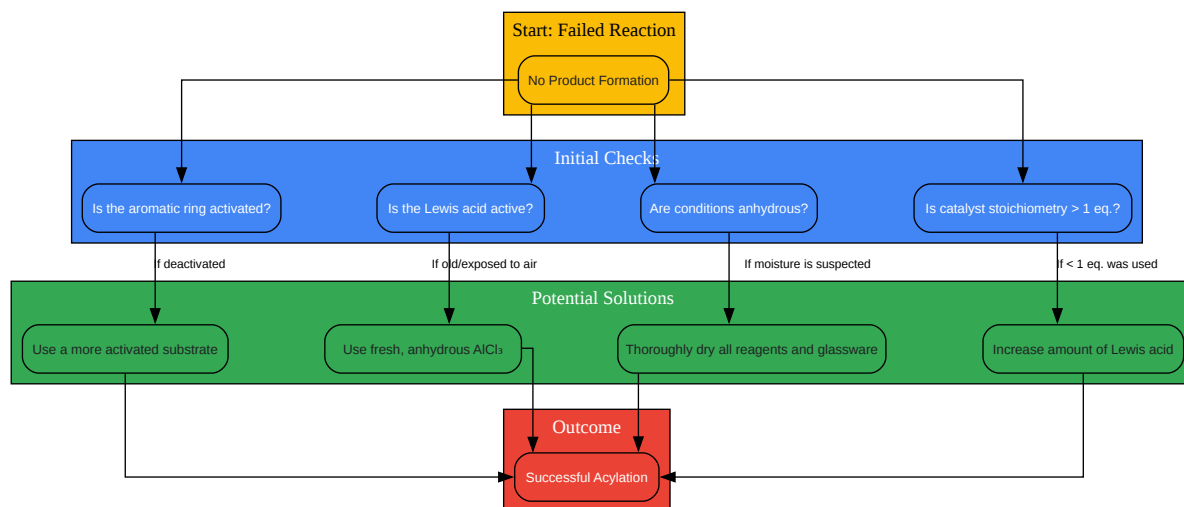 Start: Failed Reaction
No Product Formation
Initial Checks
Is the aromatic ring activated?
Is the Lewis acid active?
Are conditions anhydrous?
Is catalyst stoichiometry > 1 eq.?
If deactivated
If old/exposed to air
If moisture is suspected
If < 1 eq. was used
Potential Solutions
Use a more activated substrate
Use fresh, anhydrous AlCl₃
Thoroughly dry all reagents and glassware
Increase amount of Lewis acid
Outcome
Successful Acylation